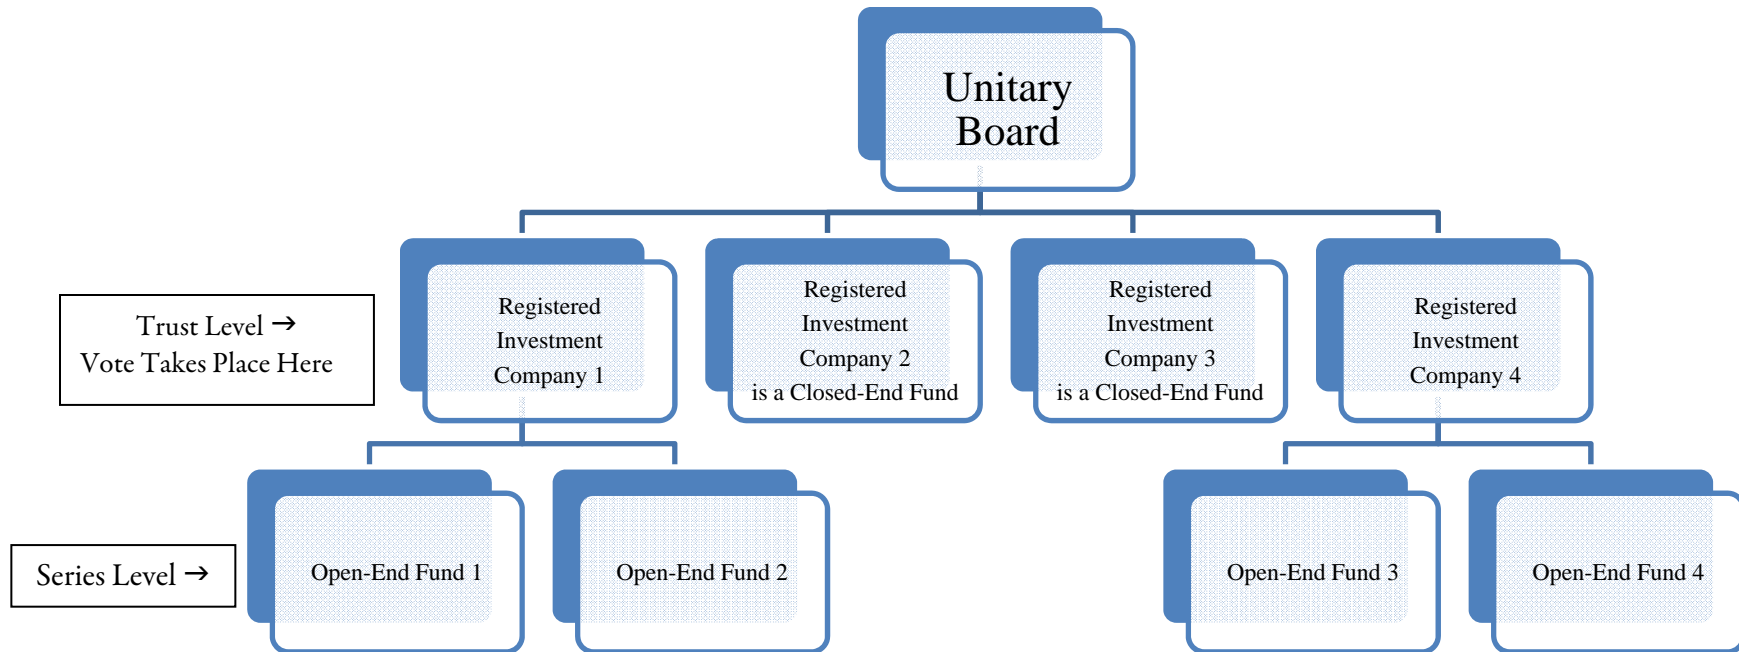 Unitary
Board
Trust Level →
Vote Takes Place Here
Registered
Investment
Company 1
Registered
Investment
Company 2
is a Closed-End Fund
Registered
Investment
Company 3
is a Closed-End Fund
Registered
Investment
Company 4
Series Level →
Open-End Fund 1
Open-End Fund 2
Open-End Fund 3
Open-End Fund 4